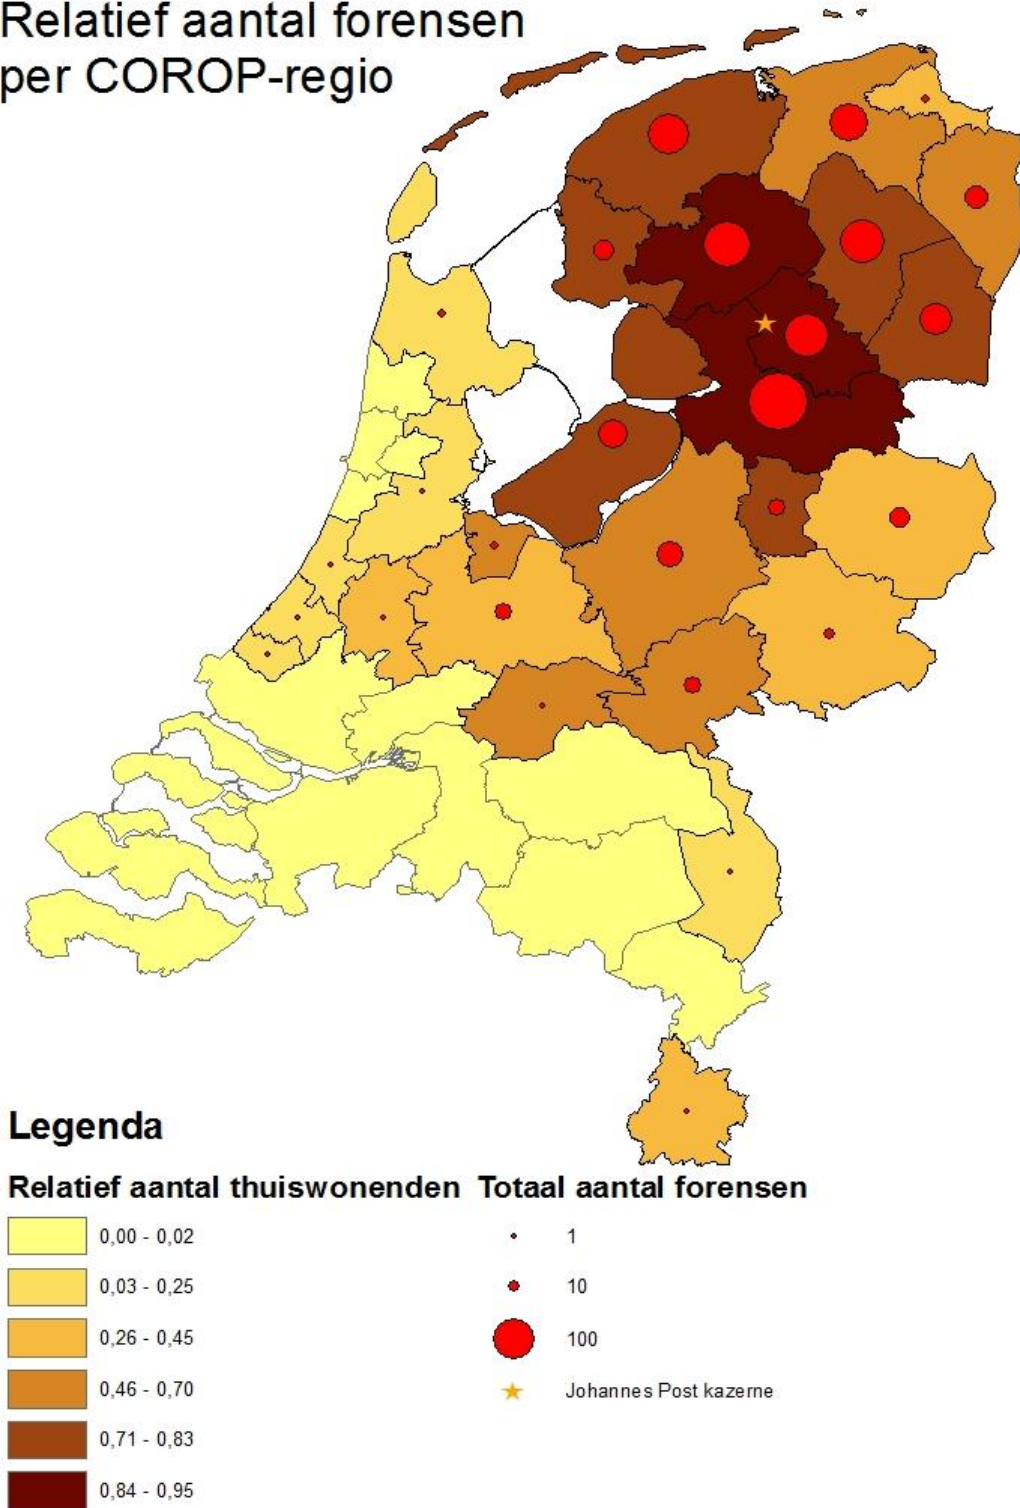 Relatief aantal forensen
per COROP-regio
Legenda
Relatief aantal thuiswonenden
0,00 - 0,02
0,03 - 0,25
0,26 - 0,45
0,46 - 0,70
0,71 - 0,83
0,84 - 0,95
Totaal aantal forensen
1
10
100
Johannes Post kazerne